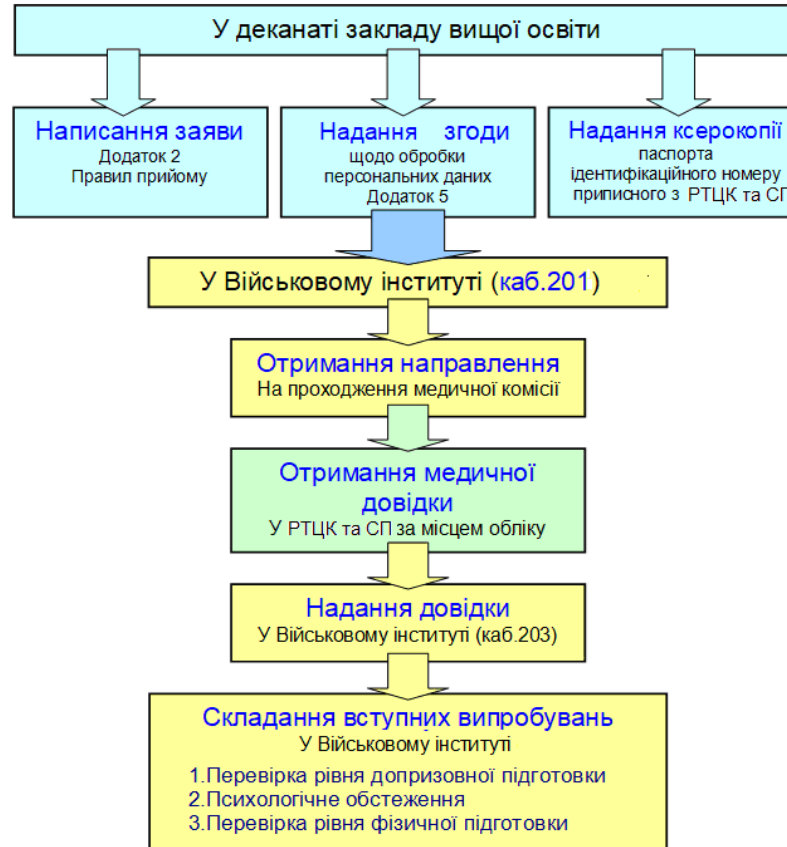 У деканаті закладу вищої освіти
Написання заяви
Додаток 2
Правил прийому
Надання згоди
щодо обробки
персональних даних
Додаток 5
Надання ксерокопії
паспорта
ідентифікаційного номеру
приписного з РТЦК та СП
У Військовому інституті (каб.201)
Отримання направлення
На проходження медичної комісії
Отримання медичної
довідки
У РТЦК та СП за місцем обліку
Надання довідки
У Військовому інституті (каб.203)
Складання вступних випробувань
У Військовому інституті
1.Перевірка рівня допризовної підготовки
2.Психологічне обстеження
3.Перевірка рівня фізичної підготовки